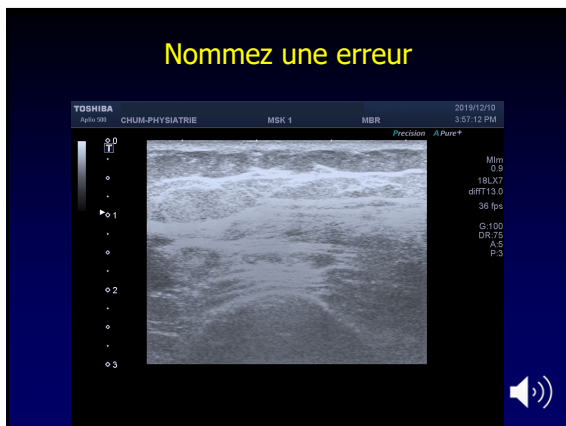 Nommez une erreur
TOSHIBA
Aplio 500 CHUM-PHYSIATRIE MSK 1 MBR
2019/12/10
3:57:12 PM
Precision A Pure+
0
T
1
2
3
MIm
0.9
18LX7
diffT13.0
36 fps
G:100
DR:75
A:5
P:3